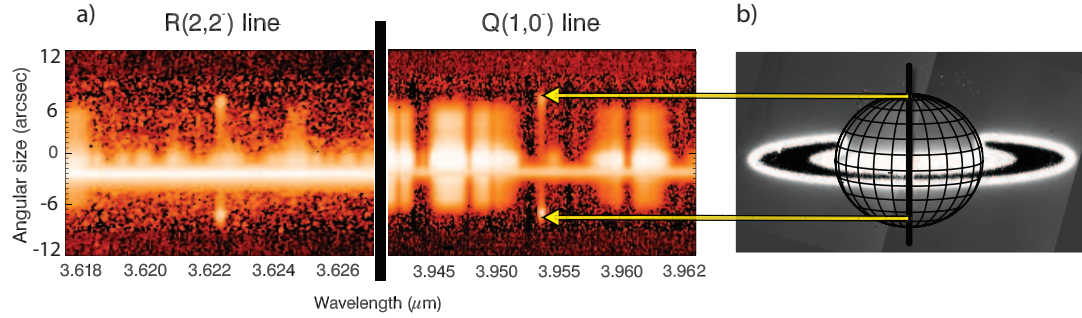 a)
R(2,2⁻) line
Q(1,0⁻) line
b)
Angular size (arcsec)
12
6
0
-6
-12
3.618 3.620 3.622 3.624 3.626
3.945 3.950 3.955 3.960 3.962
Wavelength (μm)